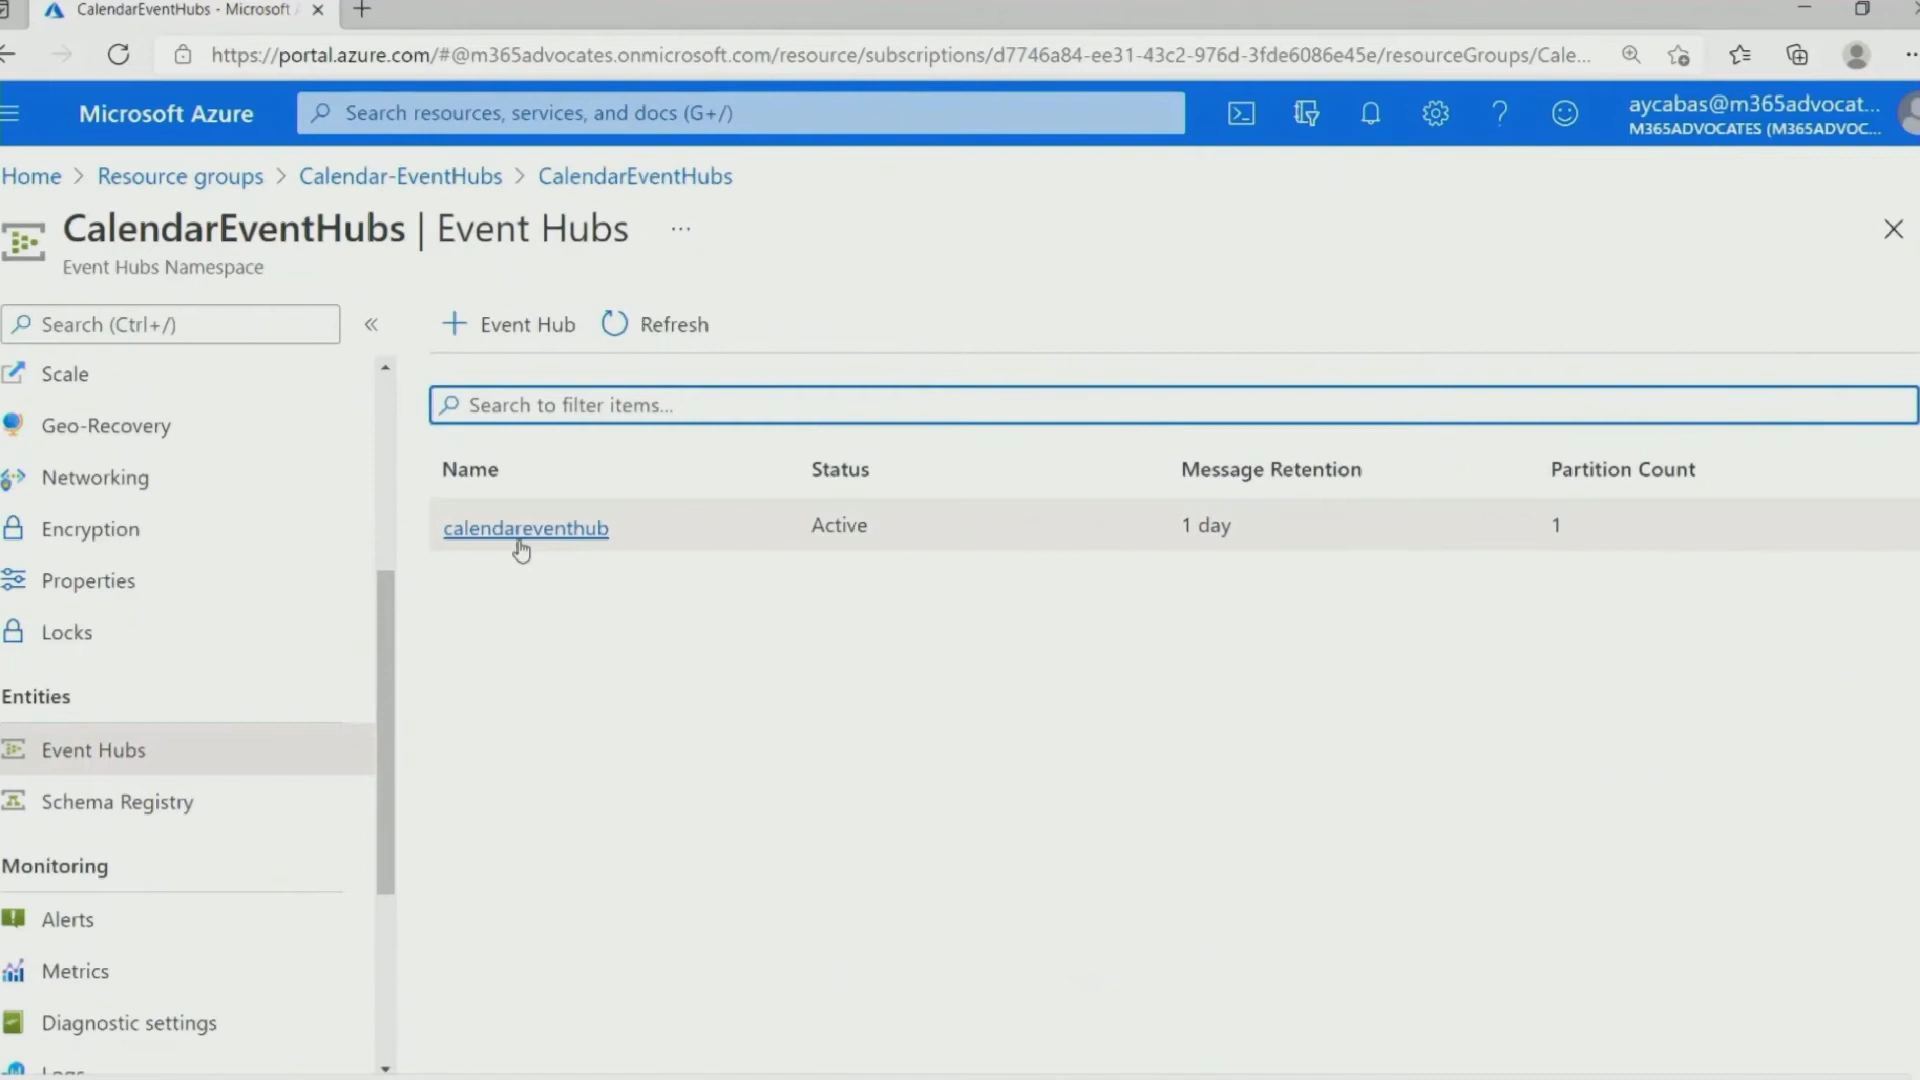 CalendarEventHubs - Microsoft
https://portal.azure.com/#@m365advocates.onmicrosoft.com/resource/subscriptions/d7746a84-ee31-43c2-976d-3fde6086e45e/resourceGroups/Cale...
Microsoft Azure
Search resources, services, and docs (G+/)
aycabas@m365advocat...
M365ADVOCATES (M365ADVOC...
Home > Resource groups > Calendar-EventHubs > CalendarEventHubs
CalendarEventHubs | Event Hubs ...
Event Hubs Namespace
Search (Ctrl+/)
«
+ Event Hub
Refresh
Scale
Geo-Recovery
Networking
Encryption
Properties
Locks
Entities
Event Hubs
Schema Registry
Monitoring
Alerts
Metrics
Diagnostic settings
Logs
Search to filter items...
Name Status Message Retention Partition Count
calendareventhub Active 1 day 1